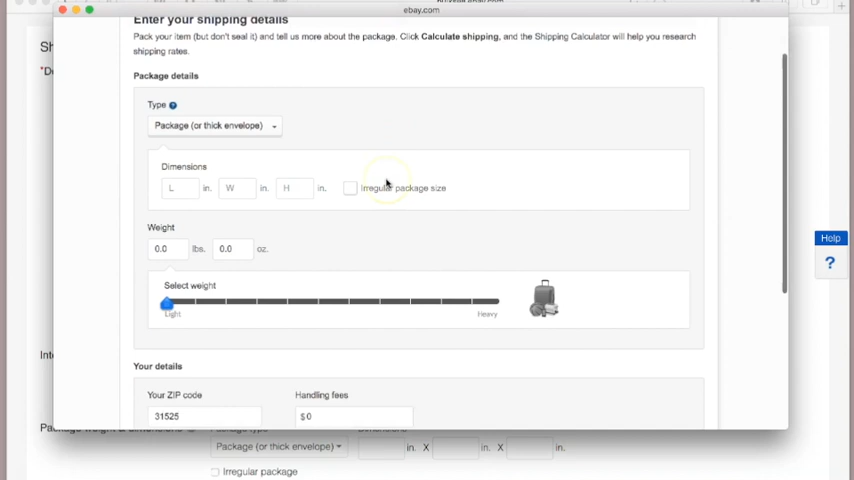 ebay.com
Enter your shipping details
Pack your item (but don't seal it) and tell us more about the package. Click Calculate shipping, and the Shipping Calculator will help you research
shipping rates.
Package details
Type ?
Package (or thick envelope)
Dimensions
L in. W in. H in. Irregular package size
Weight
0.0 lbs. 0.0 oz.
Help
?
Select weight
Light Heavy
Your details
Your ZIP code Handling fees
31525 $0
Sh
*De
Int
Package (or thick envelope) in. X in. X in.
Irregular package